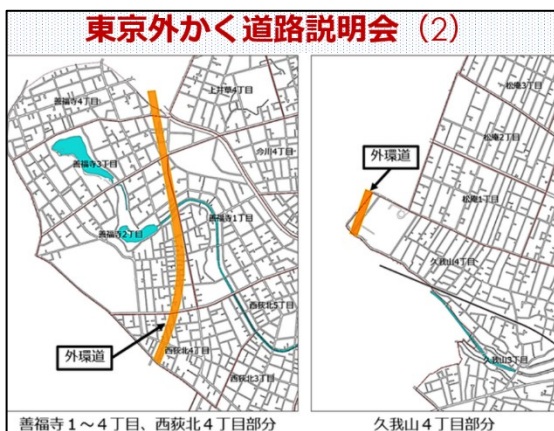 東京外かく道路説明会（2）
善福寺4丁目
上井草4丁目
今川4丁目
善福寺3丁目
善福寺1丁目
善福寺2丁目
西荻北5丁目
外環道
西荻北4丁目
西荻北3丁目
善福寺1～4丁目、西荻北4丁目部分
松庵3丁目
松庵2丁目
外環道
松庵1丁目
久我山4丁目
久我山3丁目
久我山4丁目部分